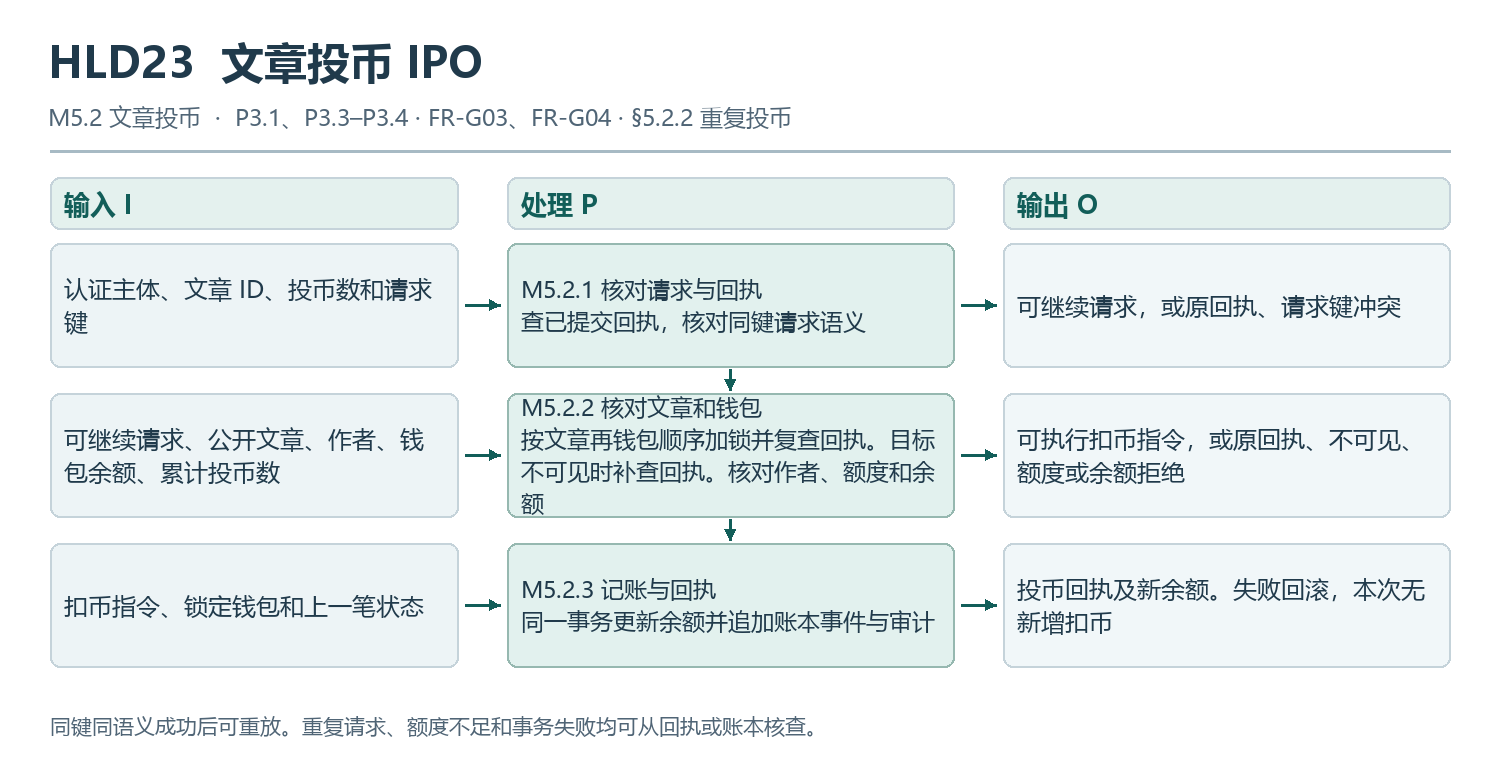 HLD23 文章投币 IPO
M5.2 文章投币 · P3.1、P3.3–P3.4 · FR-G03、FR-G04 · §5.2.2 重复投币
输入 I
处理 P
输出 O
认证主体、文章 ID、投币数和请求
键
M5.2.1 核对请求与回执
查已提交回执，核对同键请求语义
可继续请求，或原回执、请求键冲突
可继续请求、公开文章、作者、钱
包余额、累计投币数
M5.2.2 核对文章和钱包
按文章再钱包顺序加锁并复查回执。目标
不可见时补查回执。核对作者、额度和余
额
可执行扣币指令，或原回执、不可见、
额度或余额拒绝
扣币指令、锁定钱包和上一笔状态
M5.2.3 记账与回执
同一事务更新余额并追加账本事件与审计
投币回执及新余额。失败回滚，本次无
新增扣币
同键同语义成功后可重放。重复请求、额度不足和事务失败均可从回执或账本核查。